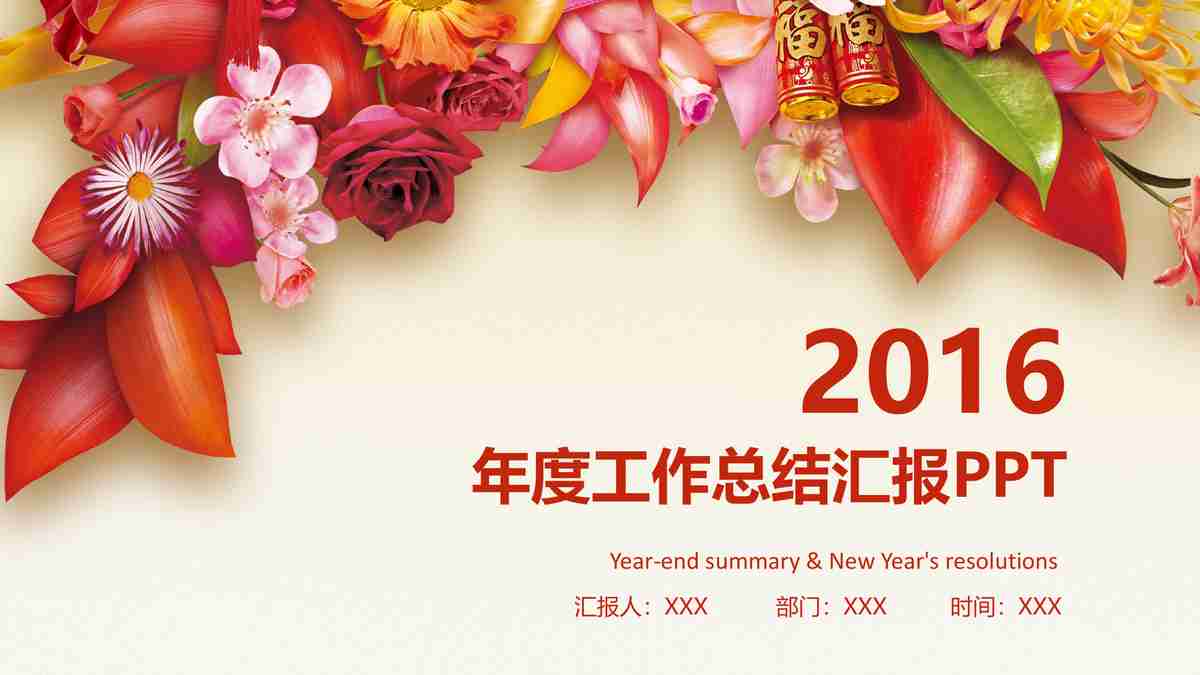 福 福
2016
年度工作总结汇报PPT
Year-end summary & New Year's resolutions
汇报人：XXX 部门：XXX 时间：XXX